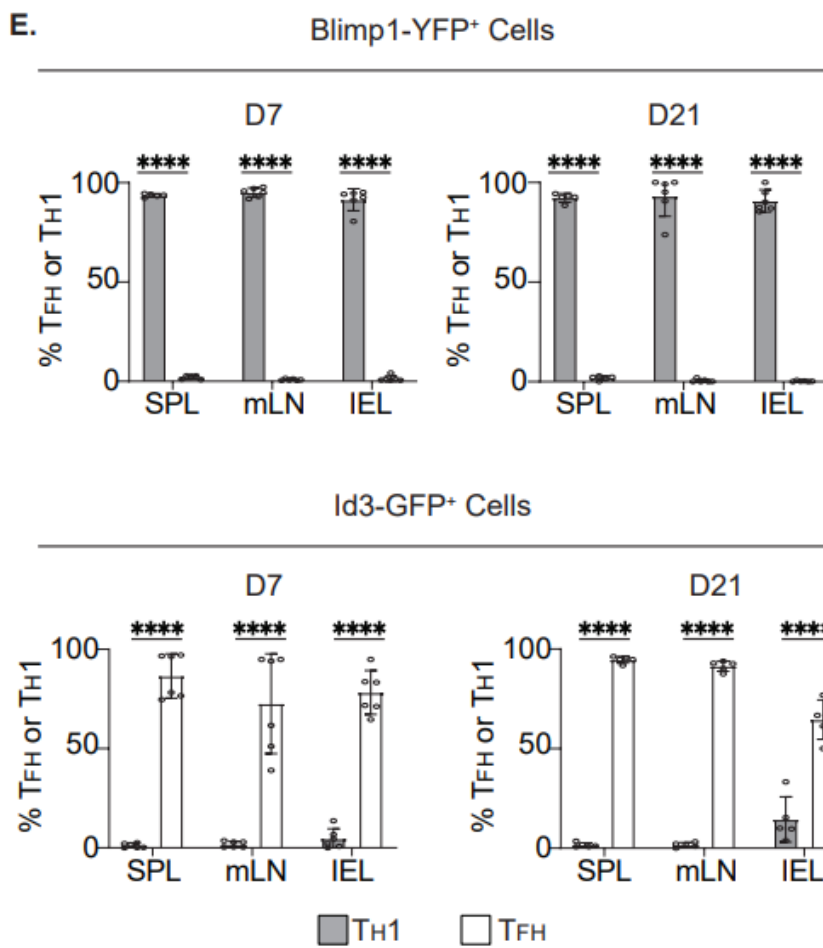 E.
Blimp1-YFP⁺ Cells
D7
D21
**** **** ****
**** **** ****
% TFH or TH1
100
50
0
SPL mLN IEL
% TFH or TH1
100
50
0
SPL mLN IEL
Id3-GFP⁺ Cells
D7
D21
**** **** ****
**** **** ****
% TFH or TH1
100
50
0
SPL mLN IEL
% TFH or TH1
100
50
0
SPL mLN IEL
TH1
TFH